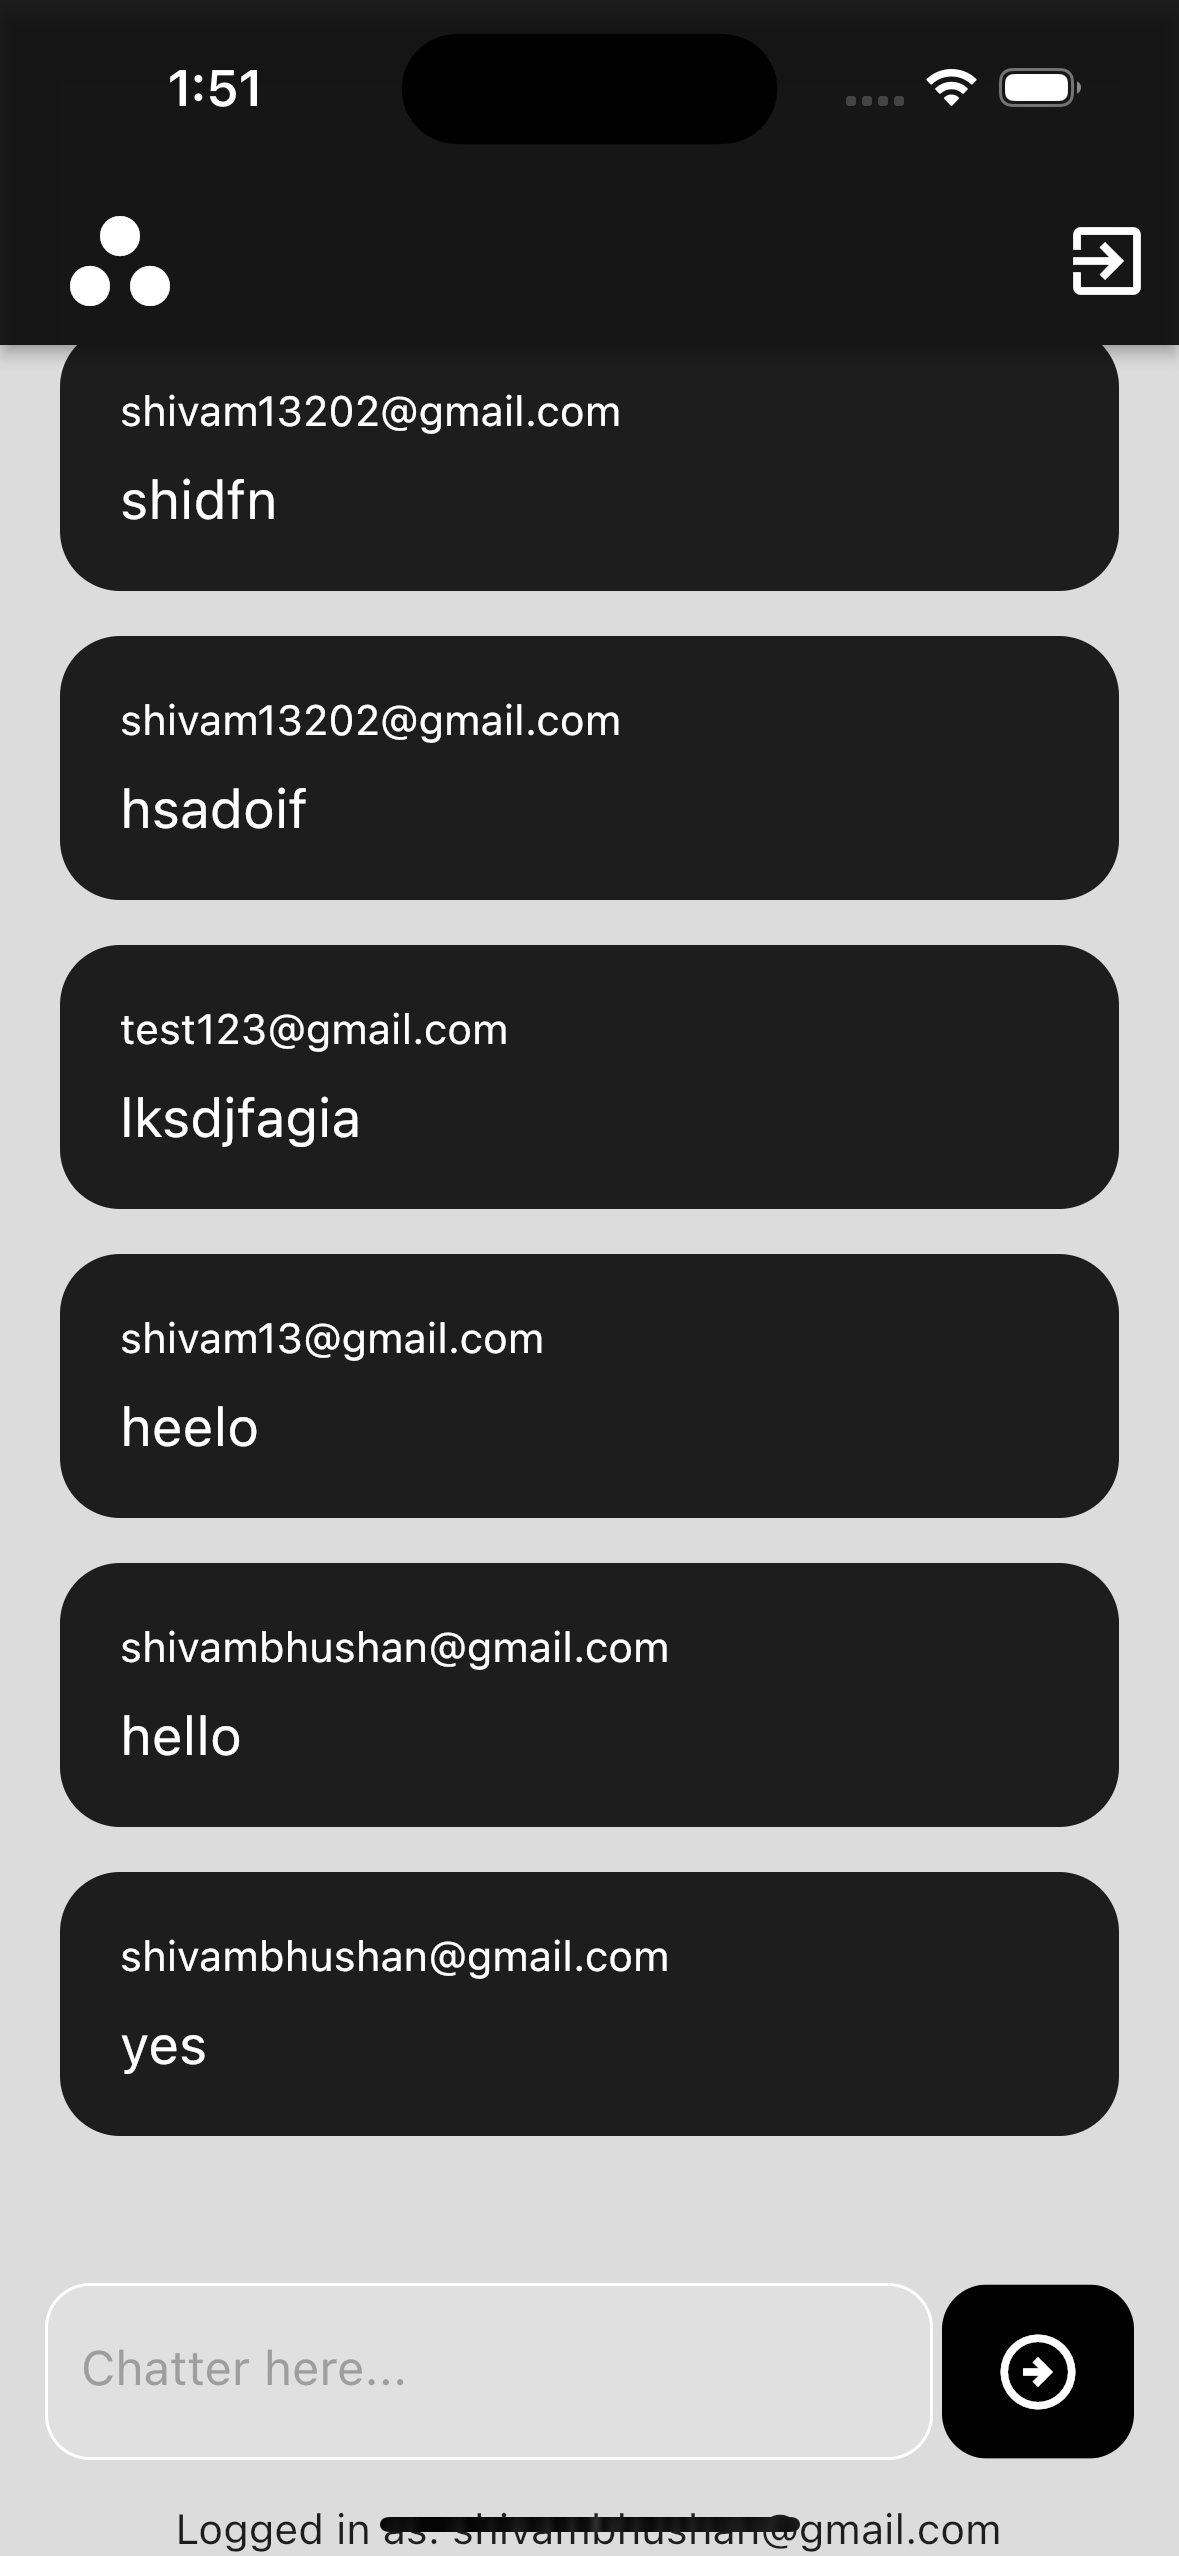 1:51
shivam13202@gmail.com
shidfn
shivam13202@gmail.com
hsadoif
test123@gmail.com
lksdjfagia
shivam13@gmail.com
heelo
shivambhushan@gmail.com
hello
shivambhushan@gmail.com
yes
Chatter here...
Logged in as: shivambhushan@gmail.com